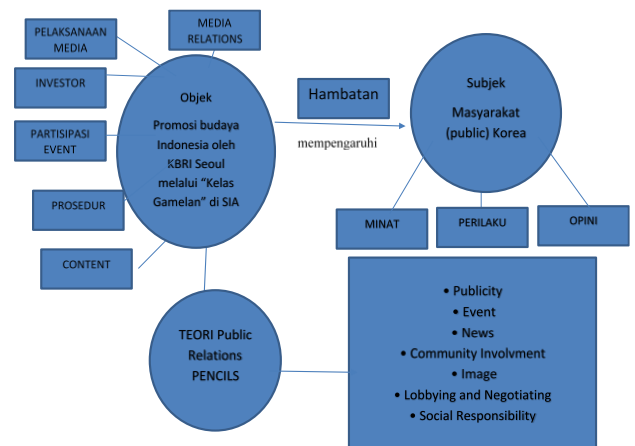 PELAKSANAAN
MEDIA
MEDIA
RELATIONS
INVESTOR
PARTISIPASI
EVENT
PROSEDUR
CONTENT
Objek
Promosi budaya
Indonesia oleh
KBRI Seoul
melalui “Kelas
Gamelan” di SIA
Hambatan
mempengaruhi
Subjek
Masyarakat
(public) Korea
MINAT
PERILAKU
OPINI
TEORI Public
Relations
PENCILS
• Publicity
• Event
• News
• Community Involvment
• Image
• Lobbying and Negotiating
• Social Responsibility